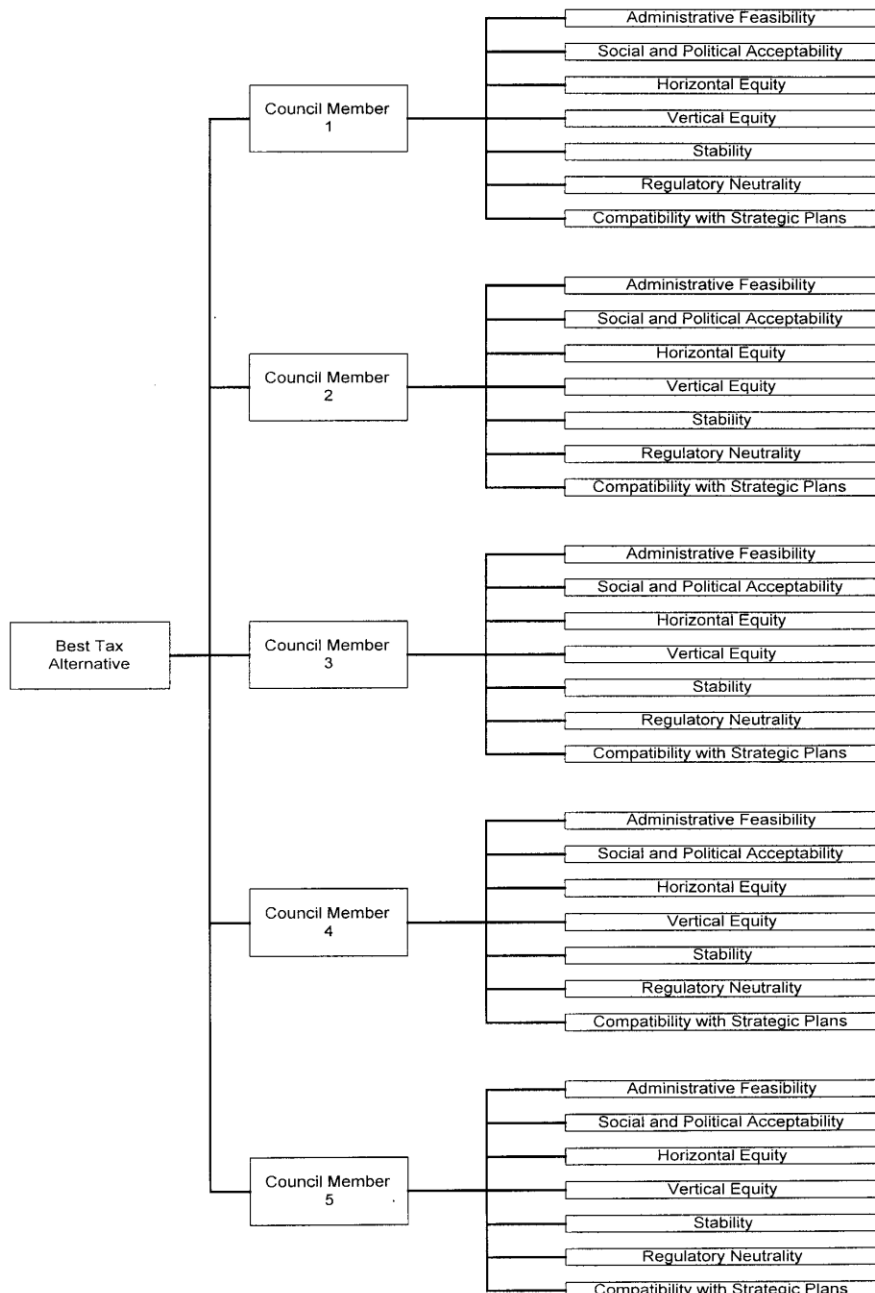 Administrative Feasibility
Social and Political Acceptability
Council Member
1
Horizontal Equity
Vertical Equity
Stability
Regulatory Neutrality
Compatibility with Strategic Plans
Administrative Feasibility
Social and Political Acceptability
Council Member
2
Horizontal Equity
Vertical Equity
Stability
Regulatory Neutrality
Compatibility with Strategic Plans
Best Tax
Alternative
Administrative Feasibility
Social and Political Acceptability
Council Member
3
Horizontal Equity
Vertical Equity
Stability
Regulatory Neutrality
Compatibility with Strategic Plans
Administrative Feasibility
Social and Political Acceptability
Council Member
4
Horizontal Equity
Vertical Equity
Stability
Regulatory Neutrality
Compatibility with Strategic Plans
Administrative Feasibility
Social and Political Acceptability
Council Member
5
Horizontal Equity
Vertical Equity
Stability
Regulatory Neutrality
Compatibility with Strategic Plans